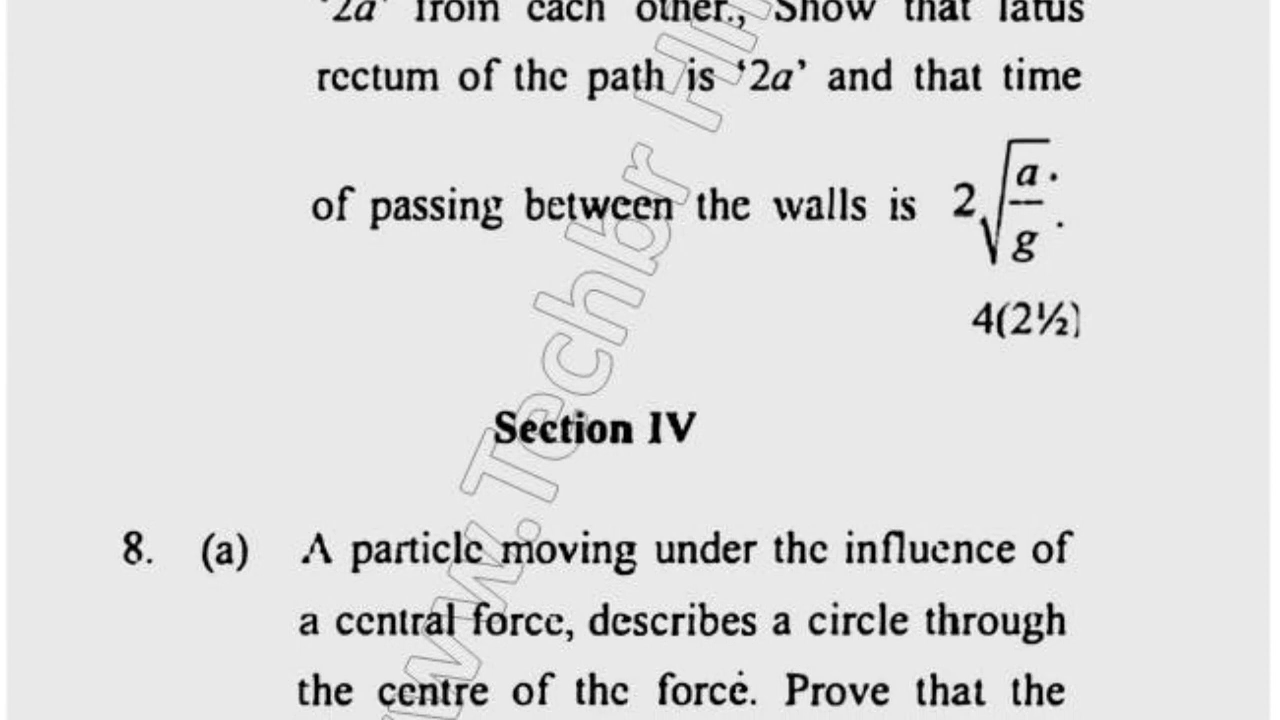 '2a' from each other., Show that latus
rectum of the path is '2a' and that time
of passing between the walls is 2√a/g.
4(2½)
Section IV
8. (a) A particle moving under the influence of
a central force, describes a circle through
the centre of the force. Prove that the
www.Techbr